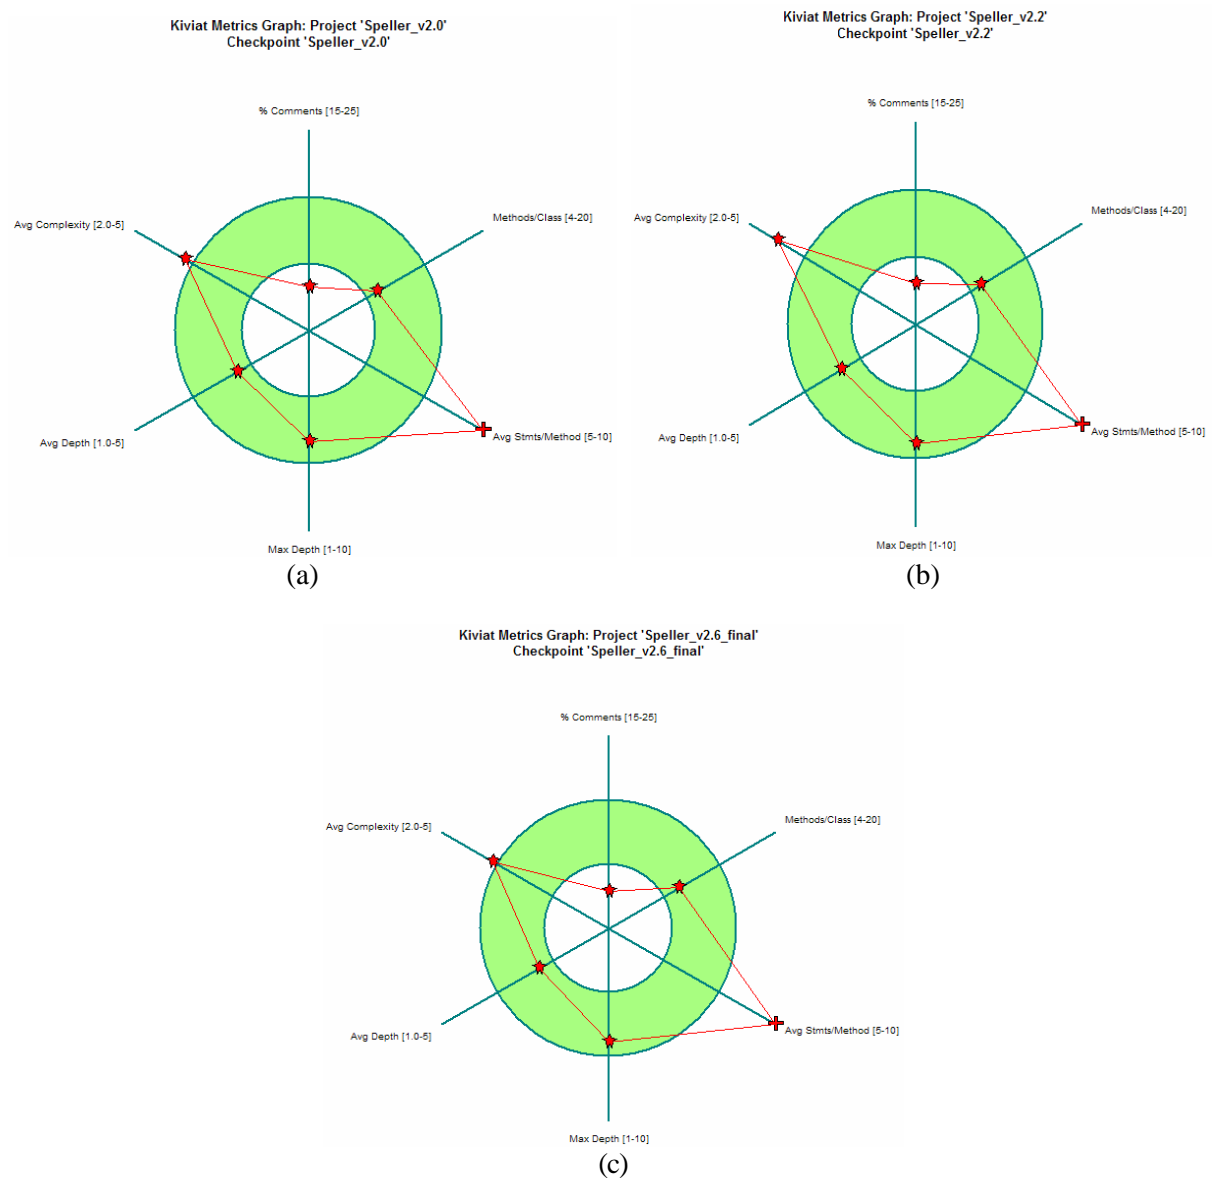 Kiviat Metrics Graph: Project 'Speller_v2.0'
Checkpoint 'Speller_v2.0'
% Comments [15-25]
Methods/Class [4-20]
Avg Complexity [2.0-5]
Avg Depth [1.0-5]
Avg Stmts/Method [5-10]
Max Depth [1-10]
(a)
Kiviat Metrics Graph: Project 'Speller_v2.2'
Checkpoint 'Speller_v2.2'
% Comments [15-25]
Methods/Class [4-20]
Avg Complexity [2.0-5]
Avg Depth [1.0-5]
Avg Stmts/Method [5-10]
Max Depth [1-10]
(b)
Kiviat Metrics Graph: Project 'Speller_v2.6_final'
Checkpoint 'Speller_v2.6_final'
% Comments [15-25]
Methods/Class [4-20]
Avg Complexity [2.0-5]
Avg Depth [1.0-5]
Avg Stmts/Method [5-10]
Max Depth [1-10]
(c)